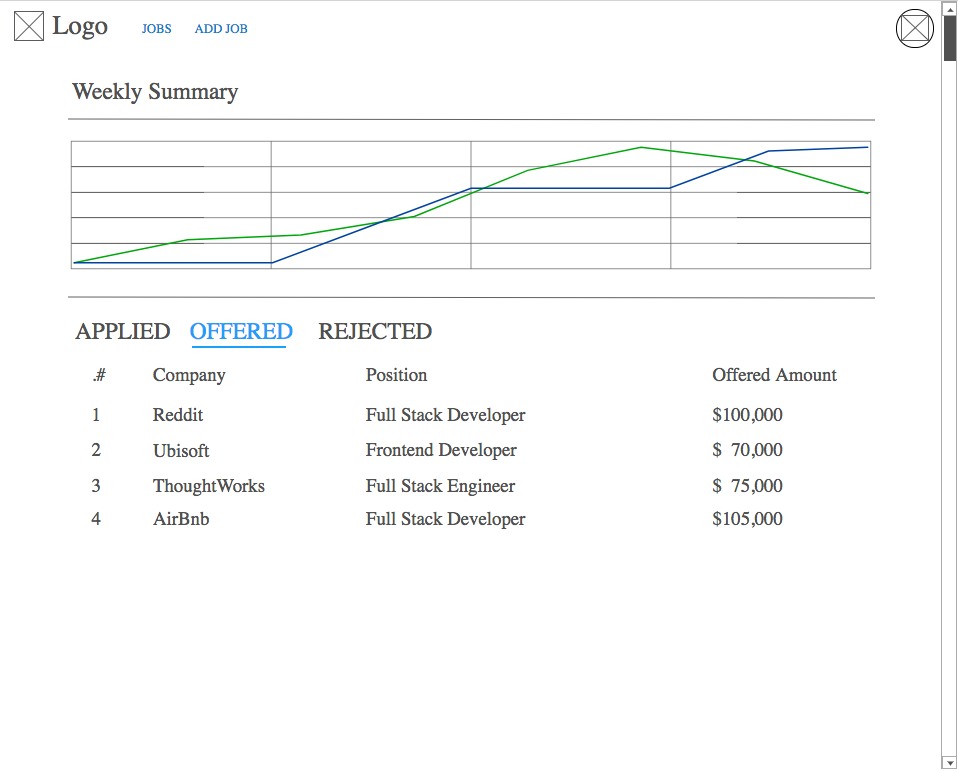 Logo JOBS ADD JOB
Weekly Summary
APPLIED OFFERED REJECTED
.# Company Position Offered Amount
1 Reddit Full Stack Developer $100,000
2 Ubisoft Frontend Developer $ 70,000
3 ThoughtWorks Full Stack Engineer $ 75,000
4 AirBnb Full Stack Developer $105,000